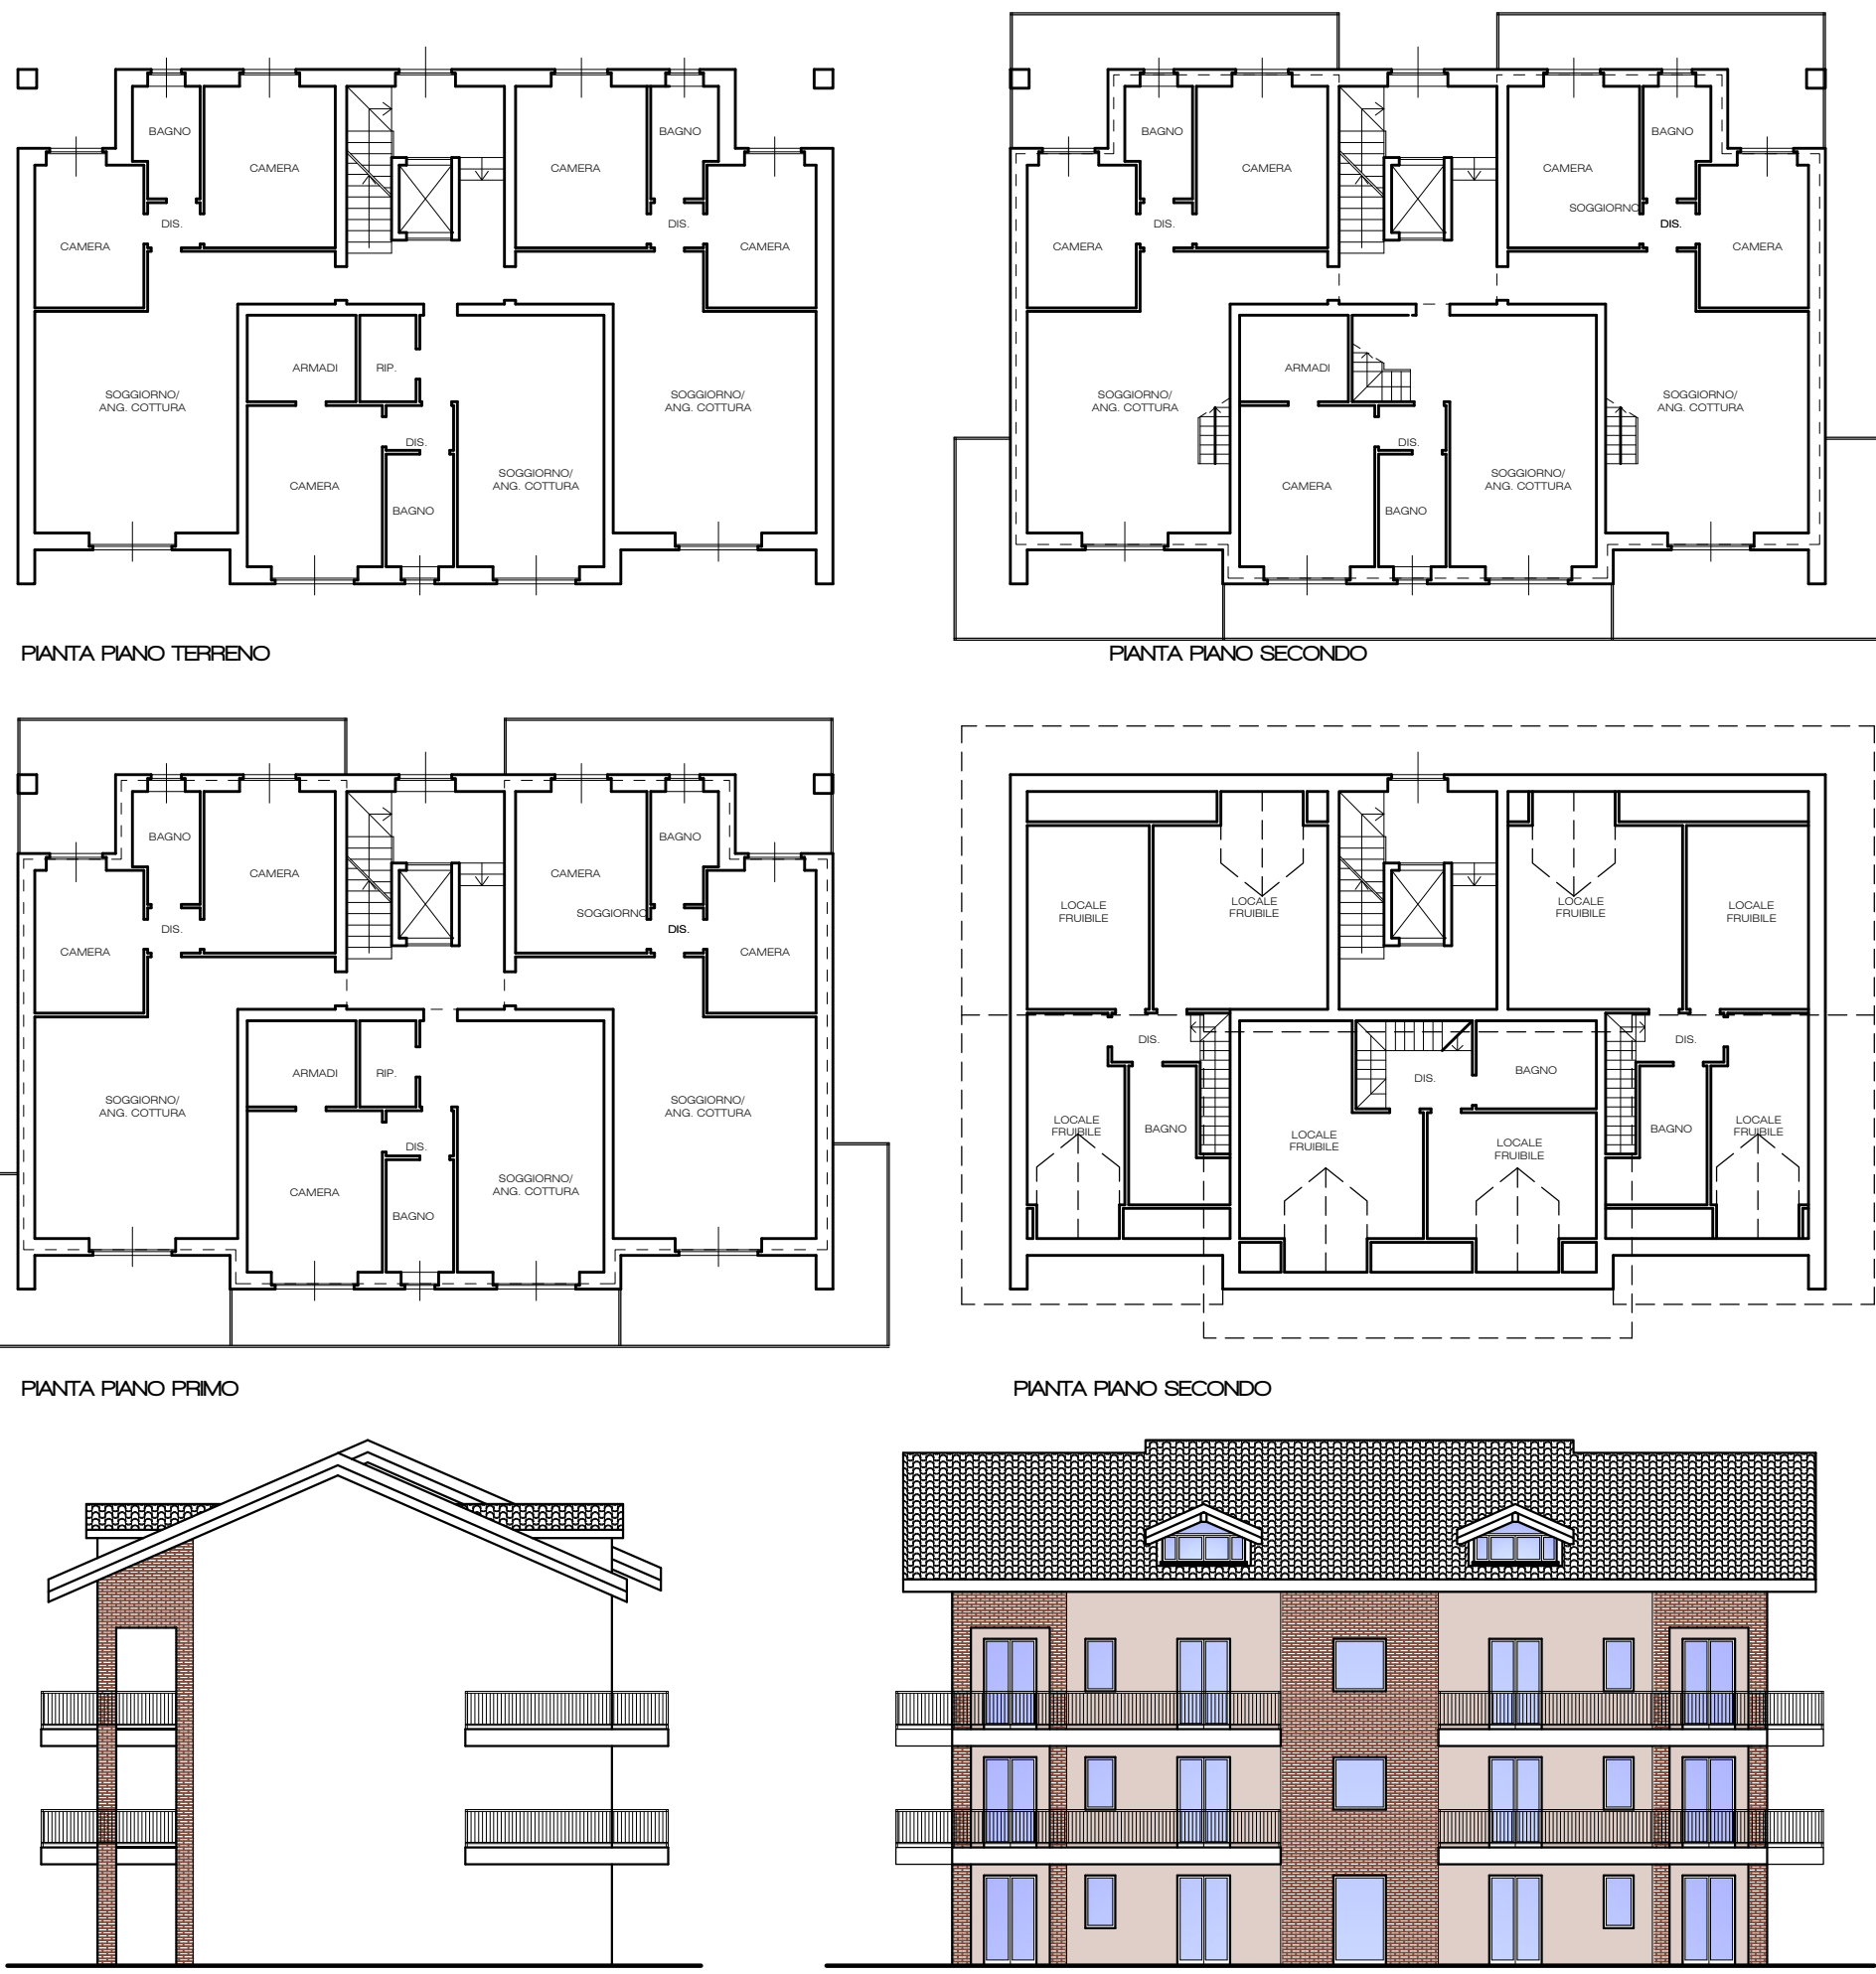 BAGNO
CAMERA
CAMERA
BAGNO
DIS.
DIS.
CAMERA
CAMERA
ARMADI
RIP.
SOGGIORNO/
ANG. COTTURA
SOGGIORNO/
ANG. COTTURA
DIS.
CAMERA
SOGGIORNO/
ANG. COTTURA
BAGNO
PIANTA PIANO TERRENO
BAGNO
CAMERA
CAMERA
BAGNO
SOGGIORNO
DIS.
DIS.
CAMERA
CAMERA
ARMADI
SOGGIORNO/
ANG. COTTURA
SOGGIORNO/
ANG. COTTURA
DIS.
CAMERA
SOGGIORNO/
ANG. COTTURA
BAGNO
PIANTA PIANO SECONDO
BAGNO
CAMERA
CAMERA
BAGNO
SOGGIORNO
DIS.
DIS.
CAMERA
CAMERA
ARMADI
RIP.
SOGGIORNO/
ANG. COTTURA
SOGGIORNO/
ANG. COTTURA
DIS.
CAMERA
SOGGIORNO/
ANG. COTTURA
BAGNO
PIANTA PIANO PRIMO
LOCALE
FRUIBILE
LOCALE
FRUIBILE
LOCALE
FRUIBILE
LOCALE
FRUIBILE
DIS.
DIS.
DIS.
BAGNO
LOCALE
FRUIBILE
BAGNO
LOCALE
FRUIBILE
LOCALE
FRUIBILE
BAGNO
LOCALE
FRUIBILE
PIANTA PIANO SECONDO